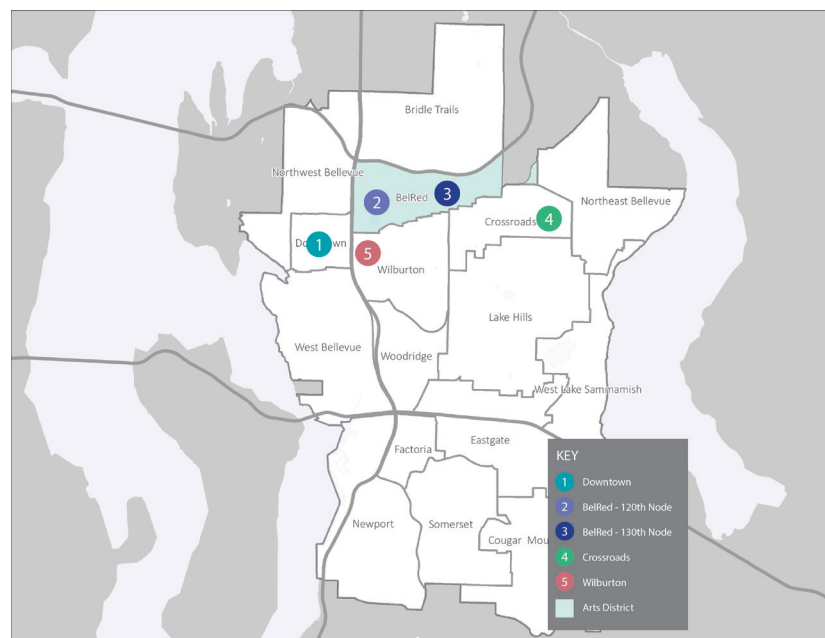 Bridle Trails
Northwest Bellevue
2
BelRed
3
Northeast Bellevue
Crossroads
4
1
5
Wilburton
Lake Hills
West Bellevue
Woodridge
West Lake Sammamish
Factoria
Eastgate
Newport
Somerset
Cougar
KEY
1 Downtown
2 BelRed - 120th Node
3 BelRed - 130th Node
4 Crossroads
5 Wilburton
Arts District